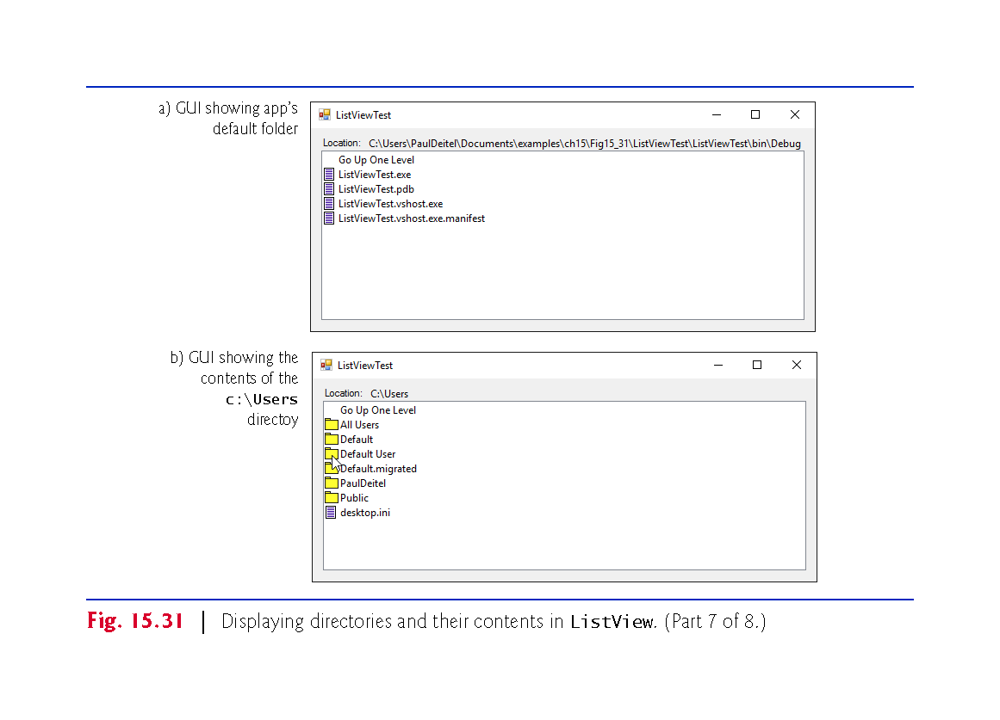 a) GUI showing app’s
default folder
ListViewTest
Location: C:\Users\PaulDeitel\Documents\examples\ch15\Fig15_31\ListViewTest\ListViewTest\bin\Debug
Go Up One Level
ListViewTest.exe
ListViewTest.pdb
ListViewTest.vshost.exe
ListViewTest.vshost.exe.manifest
b) GUI showing the
contents of the
c:\Users
directoy
ListViewTest
Location: C:\Users
Go Up One Level
All Users
Default
Default User
Default.migrated
PaulDeitel
Public
desktop.ini
Fig. 15.31 | Displaying directories and their contents in ListView. (Part 7 of 8.)